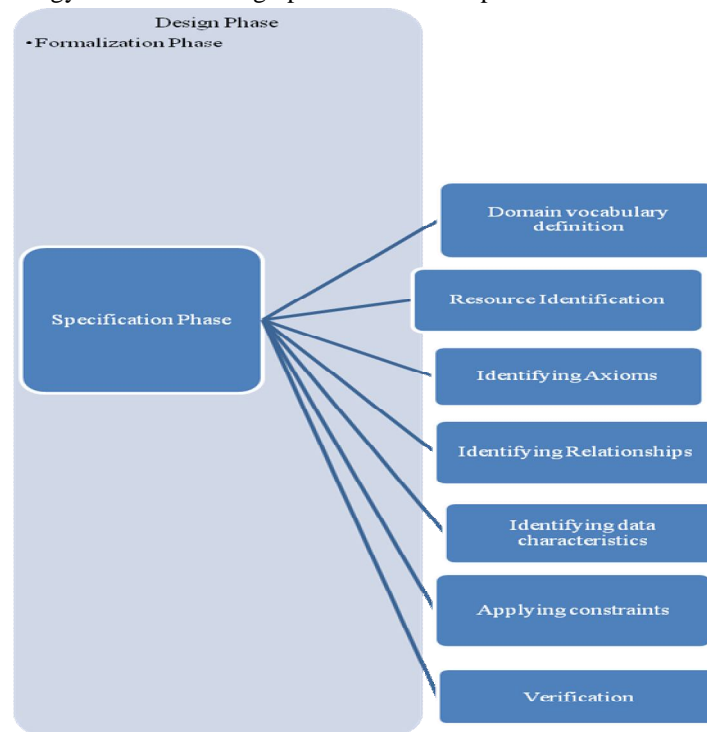 Design Phase
•Formalization Phase
Domain vocabulary
definition
Resource Identification
Specification Phase
Identifying Axioms
Identifying Relationships
Identifying data
characteristics
Applying constraints
Verification